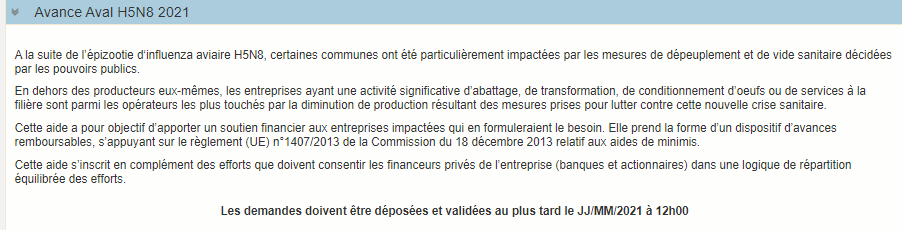 Avance Aval H5N8 2021
A la suite de l'épizootie d'influenza aviaire H5N8, certaines communes ont été particulièrement impactées par les mesures de dépeuplement et de vide sanitaire décidées
par les pouvoirs publics.
En dehors des producteurs eux-mêmes, les entreprises ayant une activité significative d'abattage, de transformation, de conditionnement d'oeufs ou de services à la
filière sont parmi les opérateurs les plus touchés par la diminution de production résultant des mesures prises pour lutter contre cette nouvelle crise sanitaire.
Cette aide a pour objectif d'apporter un soutien financier aux entreprises impactées qui en formuleraient le besoin. Elle prend la forme d'un dispositif d'avances
remboursables, s'appuyant sur le règlement (UE) n°1407/2013 de la Commission du 18 décembre 2013 relatif aux aides de minimis.
Cette aide s'inscrit en complément des efforts que doivent consentir les financeurs privés de l'entreprise (banques et actionnaires) dans une logique de répartition
équilibrée des efforts.
Les demandes doivent être déposées et validées au plus tard le JJ/MM/2021 à 12h00